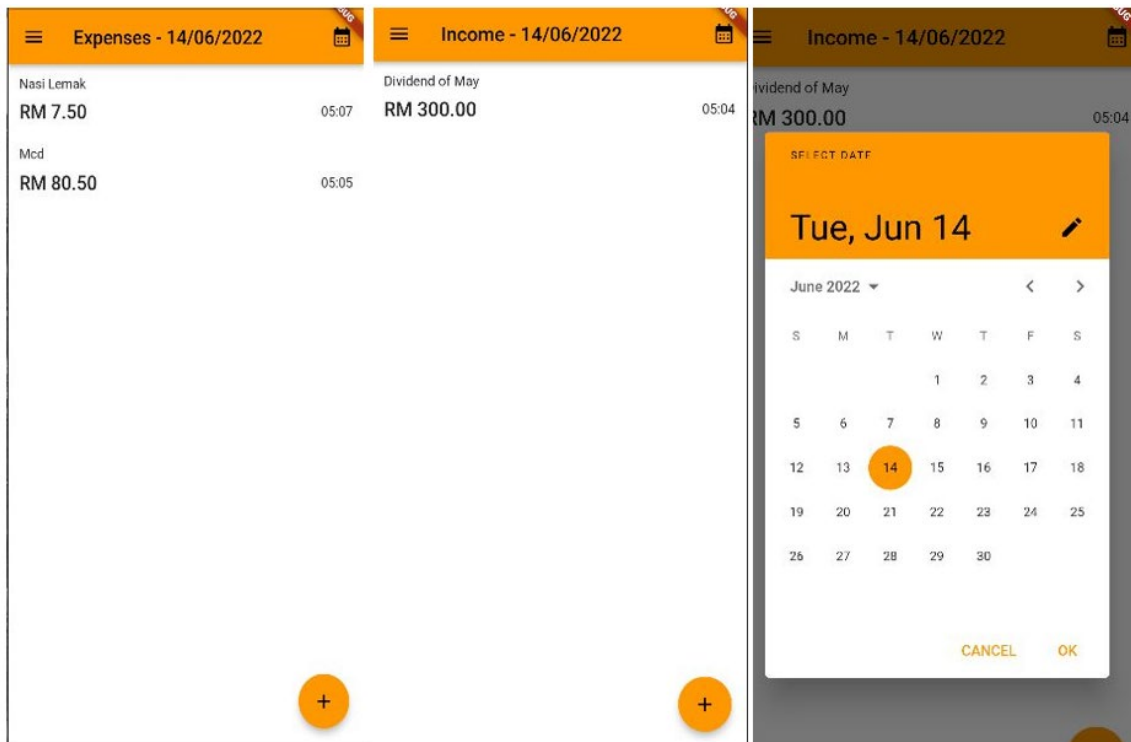 Expenses - 14/06/2022
Nasi Lemak
RM 7.50 05:07
Mcd
RM 80.50 05:05
+
Income - 14/06/2022
Dividend of May
RM 300.00 05:04
+
Income - 14/06/2022
ividend of May
RM 300.00 05:04
SELECT DATE
Tue, Jun 14
June 2022
S M T W T F S
1 2 3 4
5 6 7 8 9 10 11
12 13 14 15 16 17 18
19 20 21 22 23 24 25
26 27 28 29 30
CANCEL OK